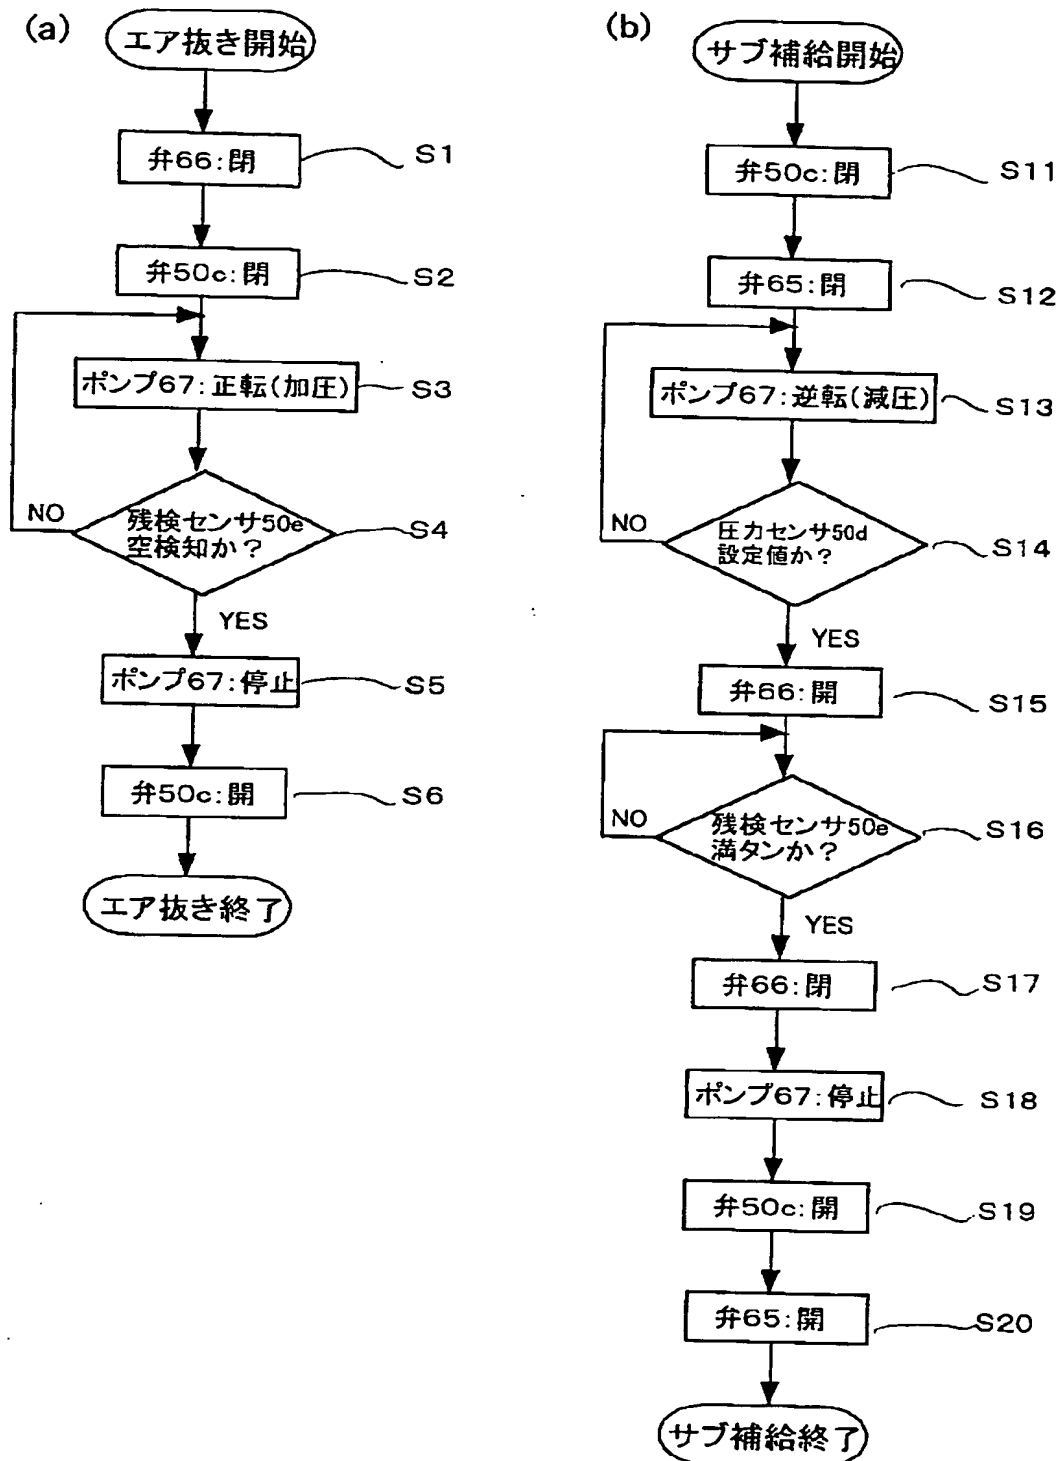 (a)
エア抜き開始
弁66:閉
S1
弁50c:閉
S2
ポンプ67:正転(加圧)
S3
残検センサ50e
空検知か?
S4
NO
YES
ポンプ67:停止
S5
弁50c:開
S6
エア抜き終了
(b)
サブ補給開始
弁50c:閉
S11
弁65:閉
S12
ポンプ67:逆転(減圧)
S13
圧力センサ50d
設定値か?
S14
NO
YES
弁66:開
S15
残検センサ50e
満タンか?
S16
NO
YES
弁66:閉
S17
ポンプ67:停止
S18
弁50c:開
S19
弁65:開
S20
サブ補給終了